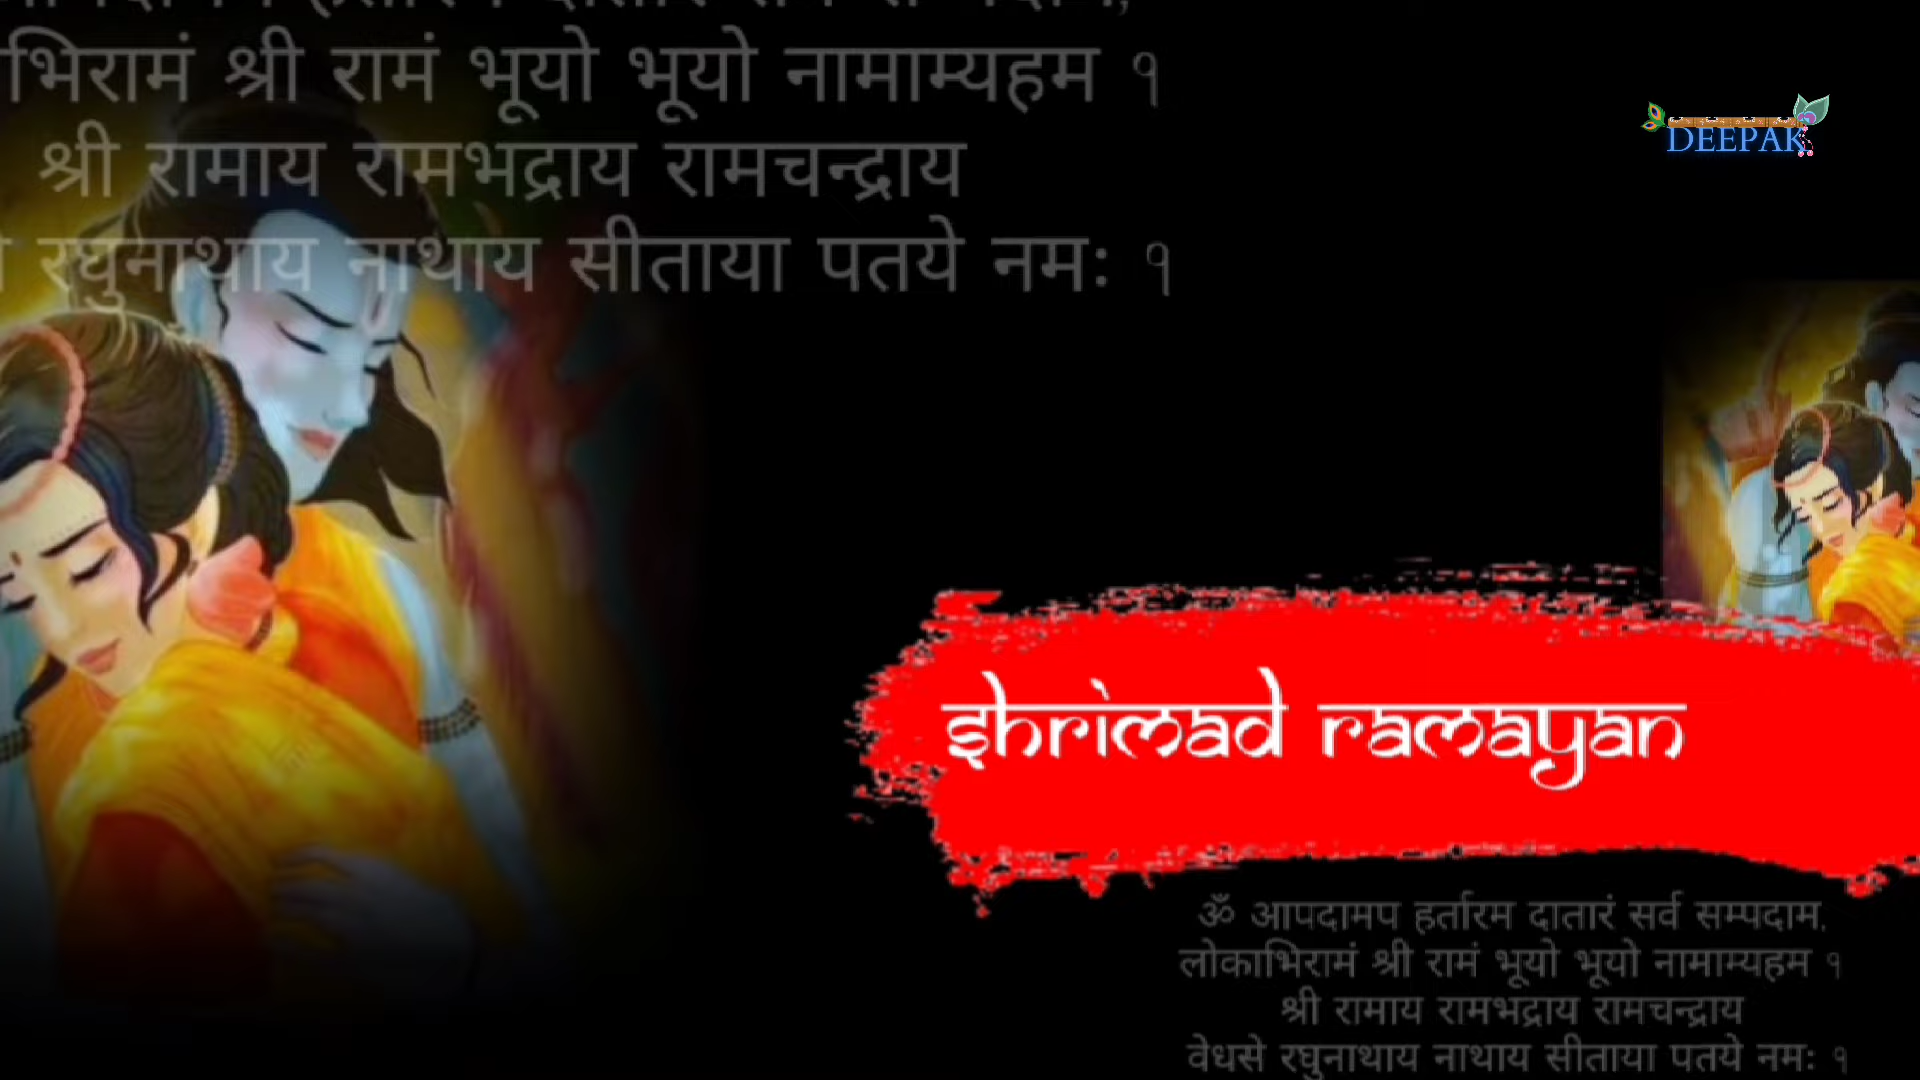 भिरामं श्री रामं भूयो भूयो नामाम्यहम १
श्री रामाय रामभद्राय रामचन्द्राय
रघुनाथाय नाथाय सीताया पतये नमः १
DEEPAK
shrimad ramayan
ॐ आपदामप हर्तारम दातारं सर्व सम्पदाम,
लोकाभिरामं श्री रामं भूयो भूयो नामाम्यहम १
श्री रामाय रामभद्राय रामचन्द्राय
वेधसे रघुनाथाय नाथाय सीताया पतये नमः १